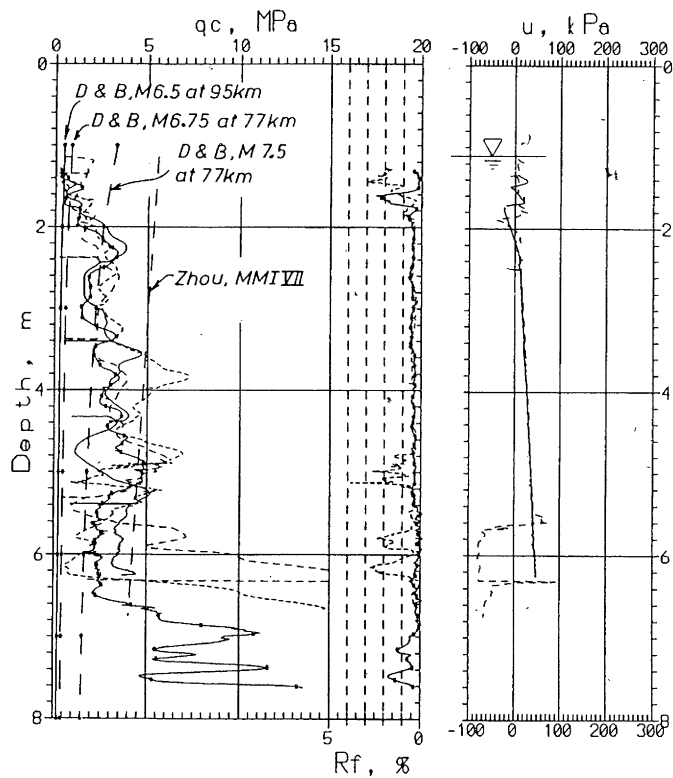 qc, MPa
0 5 10 15 20
u, kPa
-100 0 100 200 300
0
0
D & B, M6.5 at 95km
D & B, M6.75 at 77km
D & B, M 7.5
at 77km
2
2
Zhou, MMI VII
Depth, m
4
4
6
6
8
8
5 0
-100 0 100 200 300
Rf, %